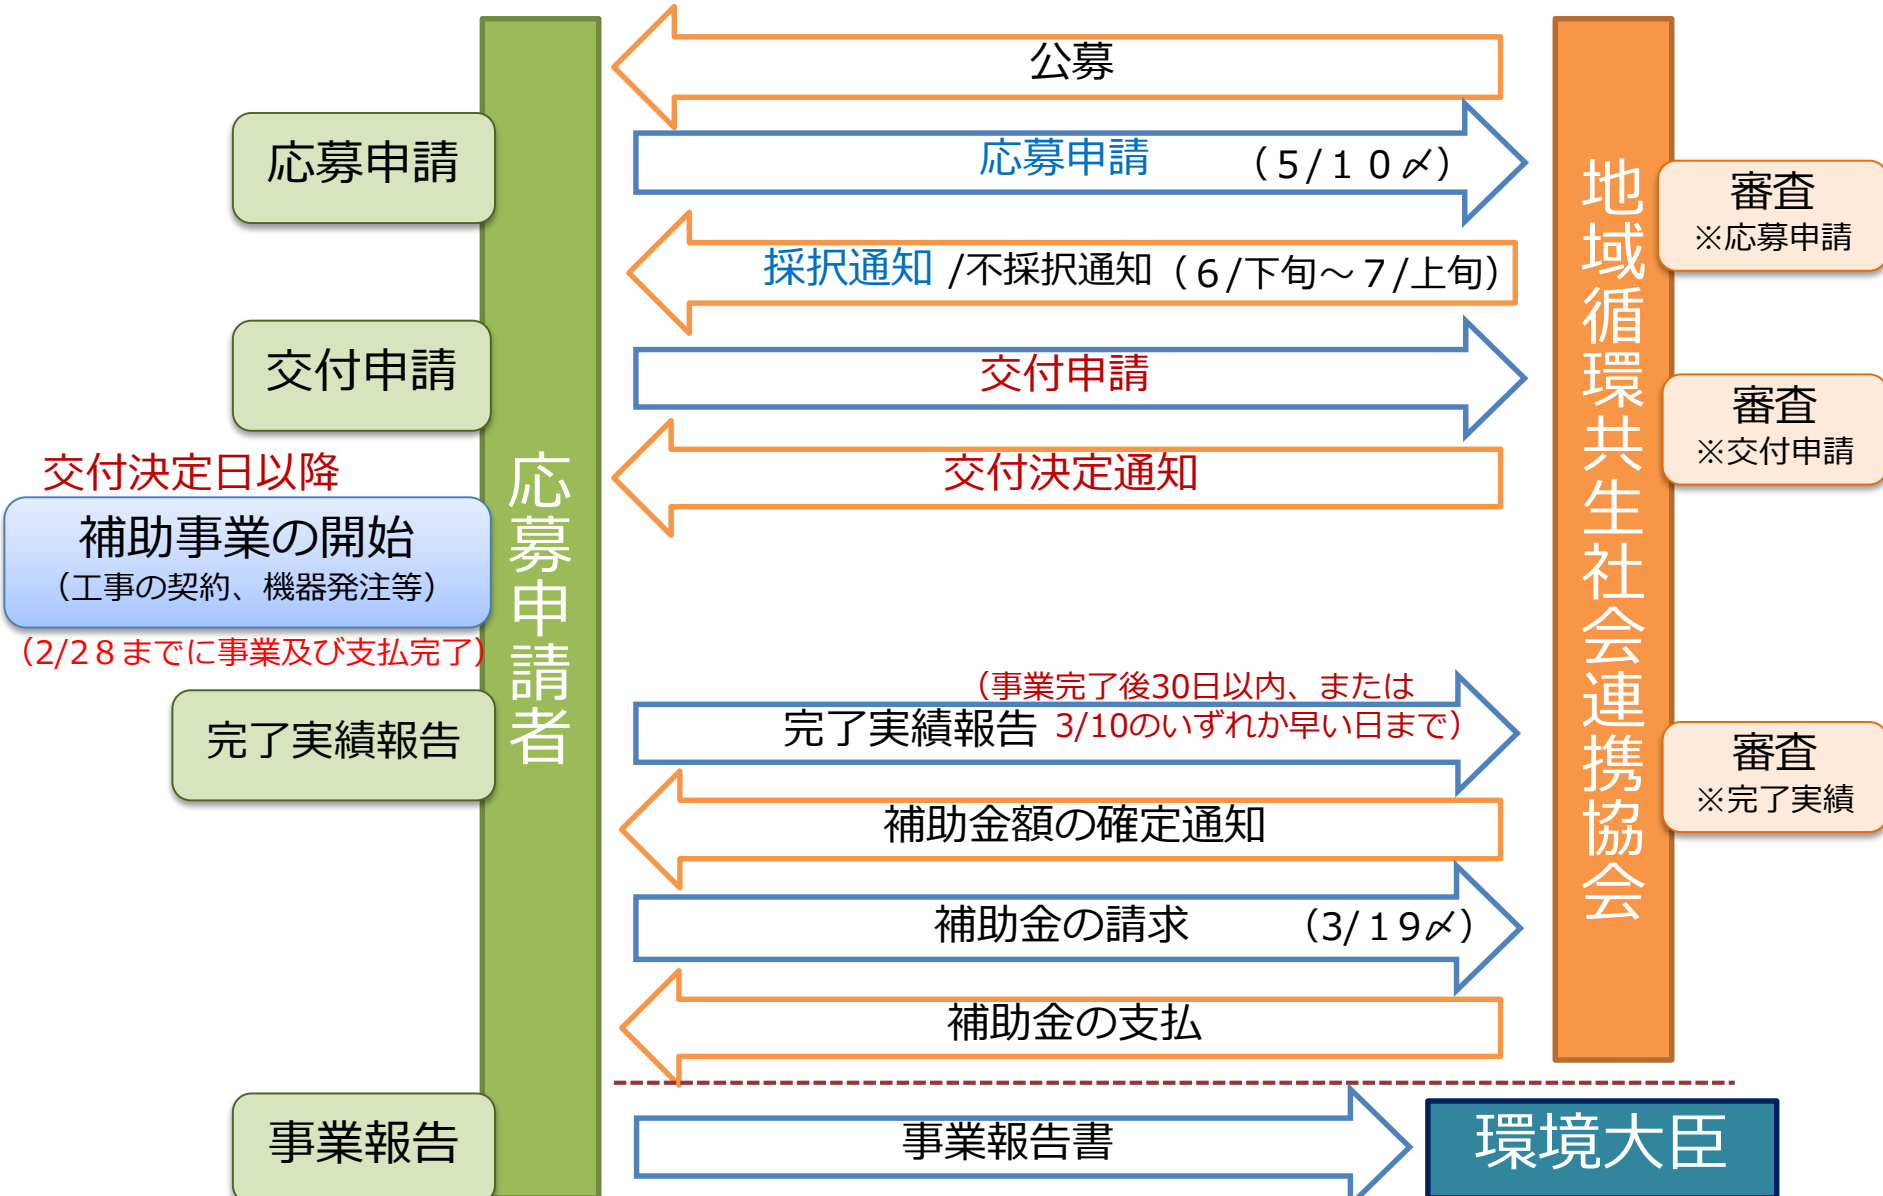 公募
応募申請
応募申請 （５/１０〆）
審査
※応募申請
採択通知 /不採択通知（６/下旬～７/上旬）
交付申請
交付申請
審査
※交付申請
交付決定通知
交付決定日以降
補助事業の開始
（工事の契約、機器発注等）
（2/2８までに事業及び支払完了）
応募申請者
地域循環共生社会連携協会
（事業完了後30日以内、または
完了実績報告 3/10のいずれか早い日まで）
完了実績報告
審査
※完了実績
補助金額の確定通知
補助金の請求 （3/１９〆）
補助金の支払
事業報告
事業報告書
環境大臣